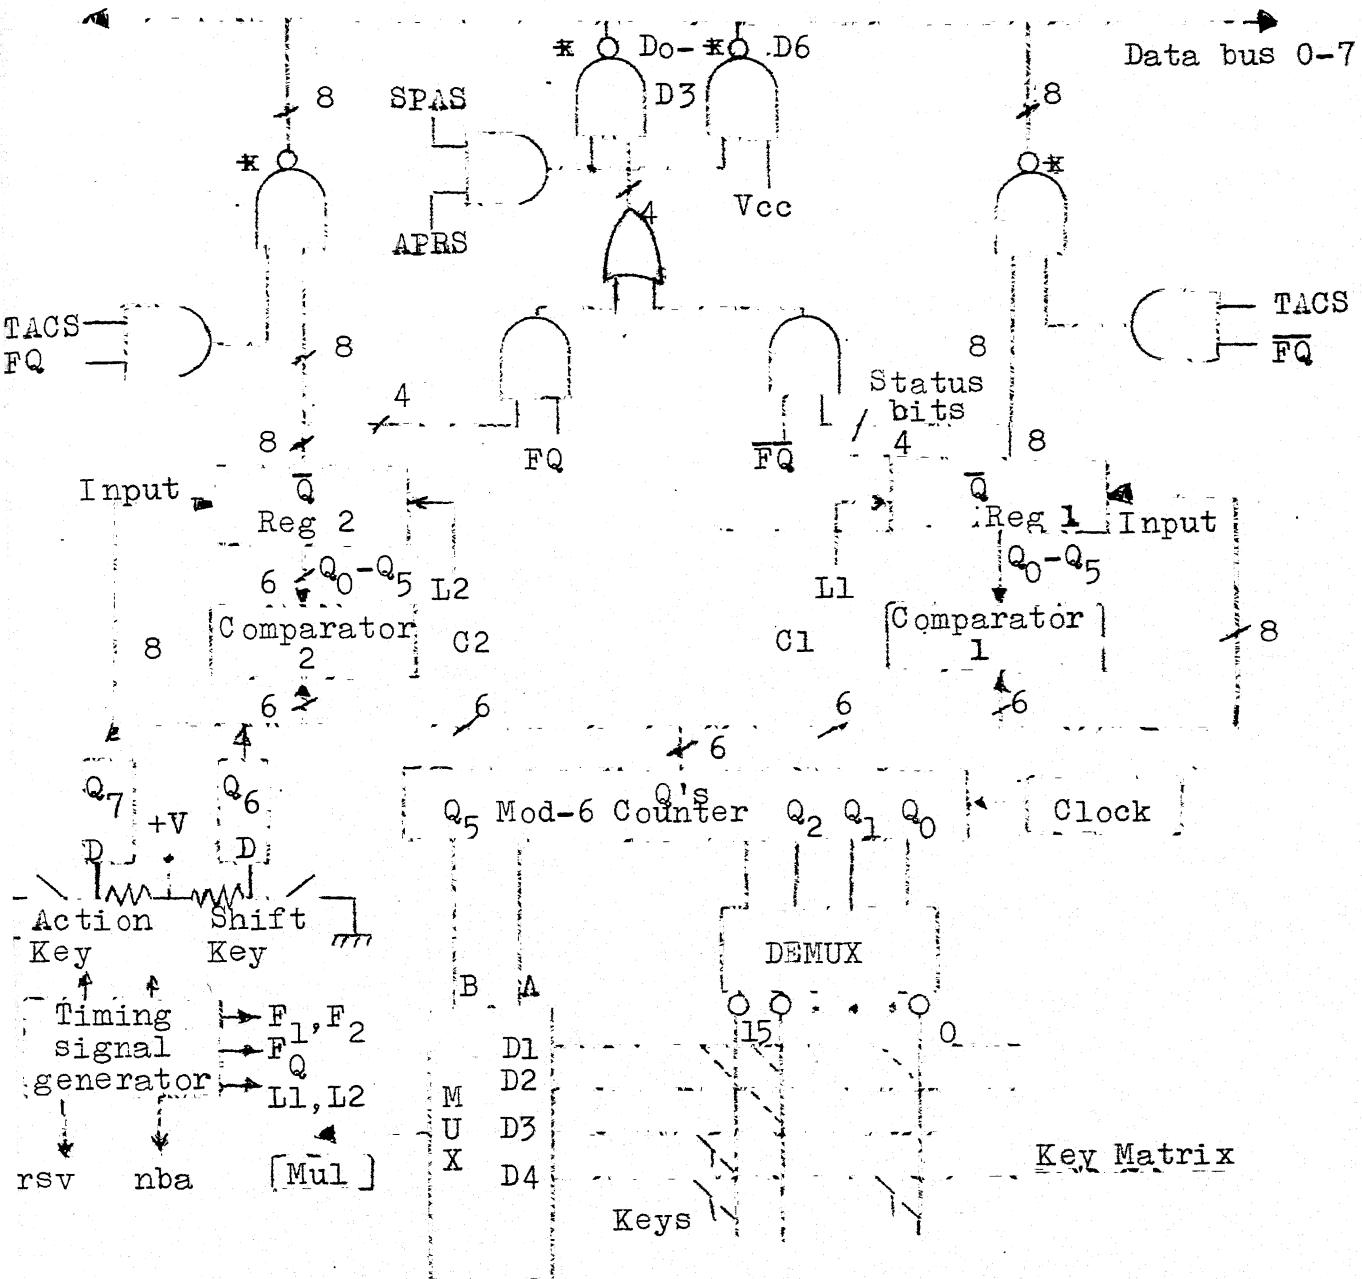 Do- D6
Data bus 0-7
D3
8
SPAS
8
Vcc
4
APRS
TACS
FQ
8
TACS
FQ
8
Status
bits
4
8
FQ
FQ
4
8
Input
Q
Reg 2
Q
Reg 1
Input
6
Q0-Q5
L2
L1
Q0-Q5
8
Comparator
2
C2
C1
Comparator
1
8
6
6
6
6
6
Q7
Q6
+V
D
D
Q's
Q5 Mod-6 Counter Q2 Q1 Q0
Clock
Action
Key
Shift
Key
DEMUX
B A
15
0
Timing
signal
generator
F1,F2
FQ
L1,L2
D1
D2
D3
D4
MUX
rsv
nba
[Mul]
Keys
Key Matrix